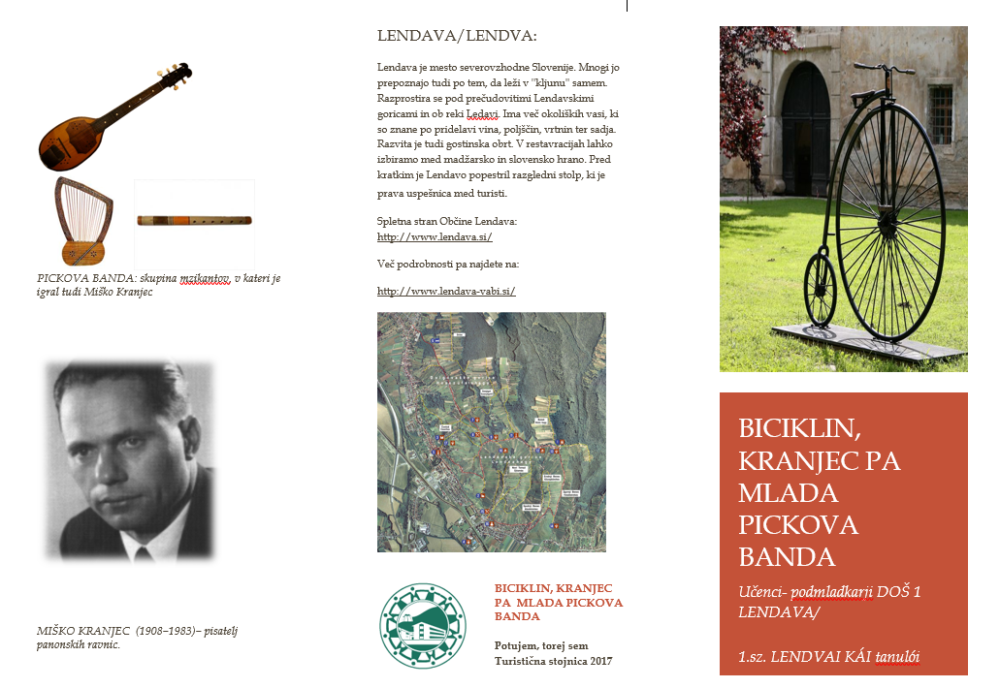 PICKOVA BANDA: skupina mzikantov, v kateri je
igral tudi Miško Kranjec
MIŠKO KRANJEC (1908–1983)– pisatelj
panonskih ravnic.
LENDAVA/LENDVA:
Lendava je mesto severovzhodne Slovenije. Mnogi jo
prepoznajo tudi po tem, da leži v "kljunu" samem.
Razprostira se pod prečudovitimi Lendavskimi
goricami in ob reki Ledavi. Ima več okoliških vasi, ki
so znane po pridelavi vina, poljščin, vrtnin ter sadja.
Razvita je tudi gostinska obrt. V restavracijah lahko
izbiramo med madžarsko in slovensko hrano. Pred
kratkim je Lendavo popestril razgledni stolp, ki je
prava uspešnica med turisti.
Spletna stran Občine Lendava:
http://www.lendava.si/
Več podrobnosti pa najdete na:
http://www.lendava-vabi.si/
BICIKLIN, KRANJEC
PA MLADA PICKOVA
BANDA
Potujem, torej sem
Turistična stojnica 2017
BICIKLIN,
KRANJEC PA
MLADA
PICKOVA
BANDA
Učenci- podmladkarji DOŠ 1
LENDAVA/
1.sz. LENDVAI KÁI tanulói